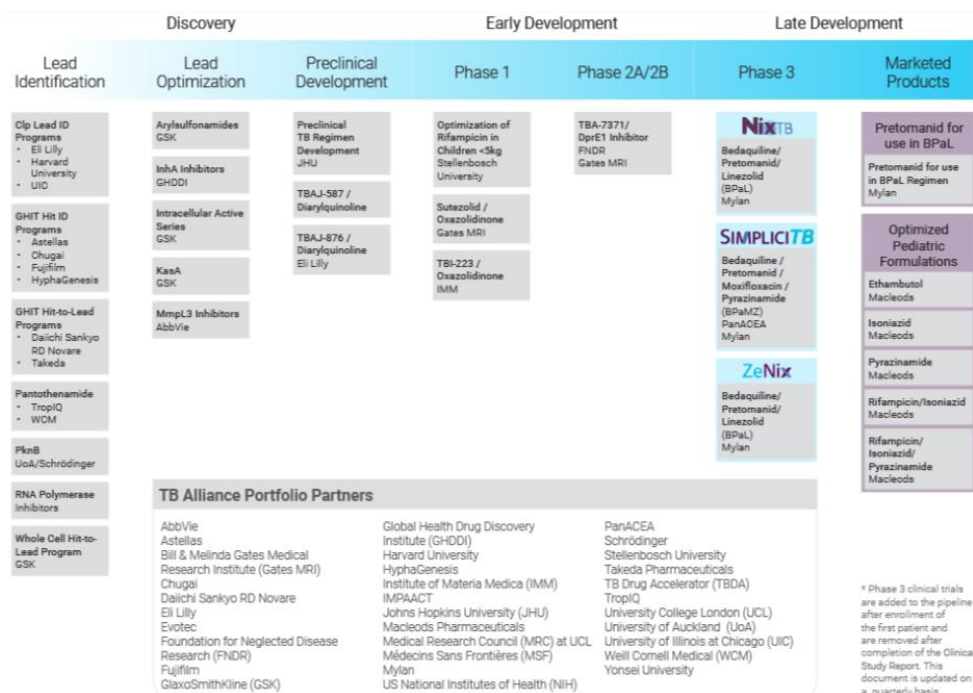 Discovery
Early Development
Late Development
Lead
Identification
Lead
Optimization
Preclinical
Development
Phase 1
Phase 2A/2B
Phase 3
Marketed
Products
Clp Lead ID
Programs
- Eli Lilly
- Harvard
University
- UIO
GHIT Hit ID
Programs
- Astellas
- Chugai
- Fujifilm
- HyphaGenesis
GHIT Hit-to-Lead
Programs
- Daiichi Sankyo
RD Novare
- Takeda
Pantothenamide
- TropIQ
- WCM
PknB
UoA/Schrödinger
RNA Polymerase
Inhibitors
Whole Cell Hit-to-
Lead Program
GSK
Arylsulfonamides
GSK
InhA Inhibitors
GHDDI
Intracellular Active
Series
GSK
KasA
GSK
MmpL3 Inhibitors
AbbVie
Preclinical
TB Regimen
Development
JHU
TBAJ-587 /
Diarylquinoline
TBAJ-876 /
Diarylquinoline
Eli Lilly
Optimization of
Rifampicin in
Children <5kg
Stellenbosch
University
Sutezolid /
Oxazolidinone
Gates MRI
TBI-223 /
Oxazolidinone
IMM
TBA-7371/
DprE1 Inhibitor
FNDR
Gates MRI
NixTB
Bedaquiline/
Pretomanid/
Linezolid
(BPaL)
Mylan
SIMPLICITB
Bedaquiline /
Pretomanid /
Moxifloxacin /
Pyrazinamide
(BPaMZ)
PanACEA
Mylan
ZeNix
Bedaquiline/
Pretomanid/
Linezolid
(BPaL)
Mylan
Pretomanid for
use in BPaL
Pretomanid for use
in BPaL Regimen
Mylan
Optimized
Pediatric
Formulations
Ethambutol
Macleods
Isoniazid
Macleods
Pyrazinamide
Macleods
Rifampicin/Isoniazid
Macleods
Rifampicin/
Isoniazid/
Pyrazinamide
Macleods
TB Alliance Portfolio Partners
AbbVie
Astellas
Bill & Melinda Gates Medical
Research Institute (Gates MRI)
Chugai
Daiichi Sankyo RD Novare
Eli Lilly
Evotec
Foundation for Neglected Disease
Research (FNDR)
Fujifilm
GlaxoSmithKline (GSK)
Global Health Drug Discovery
Institute (GHDDI)
Harvard University
HyphaGenesis
Institute of Materia Medica (IMM)
IMPAACT
Johns Hopkins University (JHU)
Macleods Pharmaceuticals
Medical Research Council (MRC) at UCL
Médecins Sans Frontières (MSF)
Mylan
US National Institutes of Health (NIH)
PanACEA
Schrödinger
Stellenbosch University
Takeda Pharmaceuticals
TB Drug Accelerator (TBDA)
TropIQ
University College London (UCL)
University of Auckland (UoA)
University of Illinois at Chicago (UIC)
Weill Cornell Medical (WCM)
Yonsei University
* Phase 3 clinical trials
are added to the pipeline
after enrollment of
the first patient and
are removed after
completion of the Clinica
Study Report. This
document is updated on
a quarterly basis